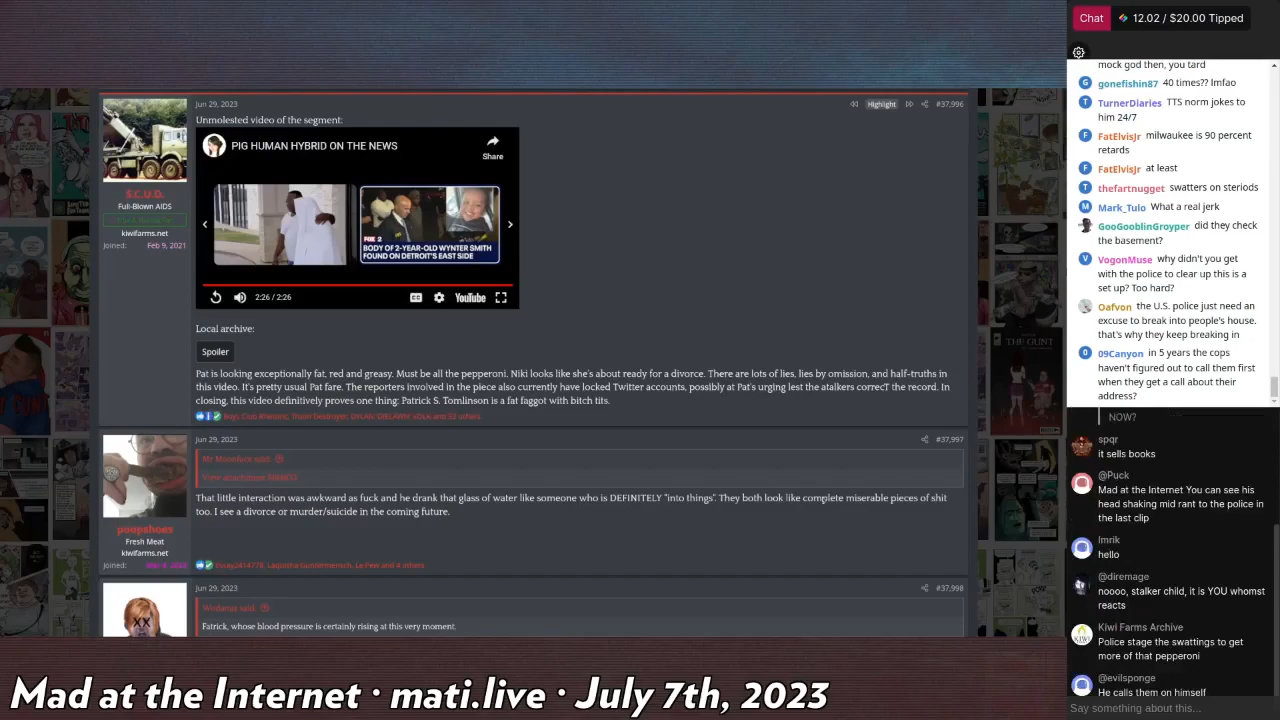 Chat
12.02 / $20.00 Tipped
mock god then, you tard
G gonefishin87 40 times?? lmfao
T TurnerDiaries TTS norm jokes to
him 24/7
F FatElvisJr milwaukee is 90 percent
retards
F FatElvisJr at least
T thefartnugget swatters on steriods
M Mark_Tulo What a real jerk
GooGooblinGroyper did they check
the basement?
V VogonMuse why didn't you get
with the police to clear up this is a
set up? Too hard?
Oafvon the U.S. police just need an
excuse to break into people's house.
that's why they keep breaking in
0 09Canyon in 5 years the cops
haven't figured out to call them first
when they get a call about their
address?
NOW?
spqr
it sells books
@Puck
Mad at the Internet You can see his
head shaking mid rant to the police in
the last clip
lmrik
hello
@diremage
noooo, stalker child, it is YOU whomst
reacts
Kiwi Farms Archive
Police stage the swattings to get
more of that pepperoni
@evilsponge
He calls them on himself
Say something about this...
Jun 29, 2023
Highlight
#37,996
S.C.U.D.
Full-Blown AIDS
kiwifarms.net
Joined: Feb 9, 2021
Unmolested video of the segment:
PIG HUMAN HYBRID ON THE NEWS
Share
FOX 2
BODY OF 2-YEAR-OLD WYNTER SMITH
FOUND ON DETROIT'S EAST SIDE
2:26 / 2:26
CC
YouTube
Local archive:
Spoiler
Pat is looking exceptionally fat, red and greasy. Must be all the pepperoni. Niki looks like she's about ready for a divorce. There are lots of lies, lies by omission, and half-truths in
this video. It's pretty usual Pat fare. The reporters involved in the piece also currently have locked Twitter accounts, possibly at Pat's urging lest the stalkers correcT the record. In
closing, this video definitively proves one thing: Patrick S. Tomlinson is a fat faggot with bitch tits.
Jun 29, 2023
#37,997
poopshoes
Fresh Meat
kiwifarms.net
Joined:
Mr Moonface said:
View attachment
That little interaction was awkward as fuck and he drank that glass of water like someone who is DEFINITELY "into things". They both look like complete miserable pieces of shit
too. I see a divorce or murder/suicide in the coming future.
Jun 29, 2023
#37,998
said:
Fatrick, whose blood pressure is certainly rising at this very moment.
THE GUNT
Mad at the Internet · mati.live · July 7th, 2023